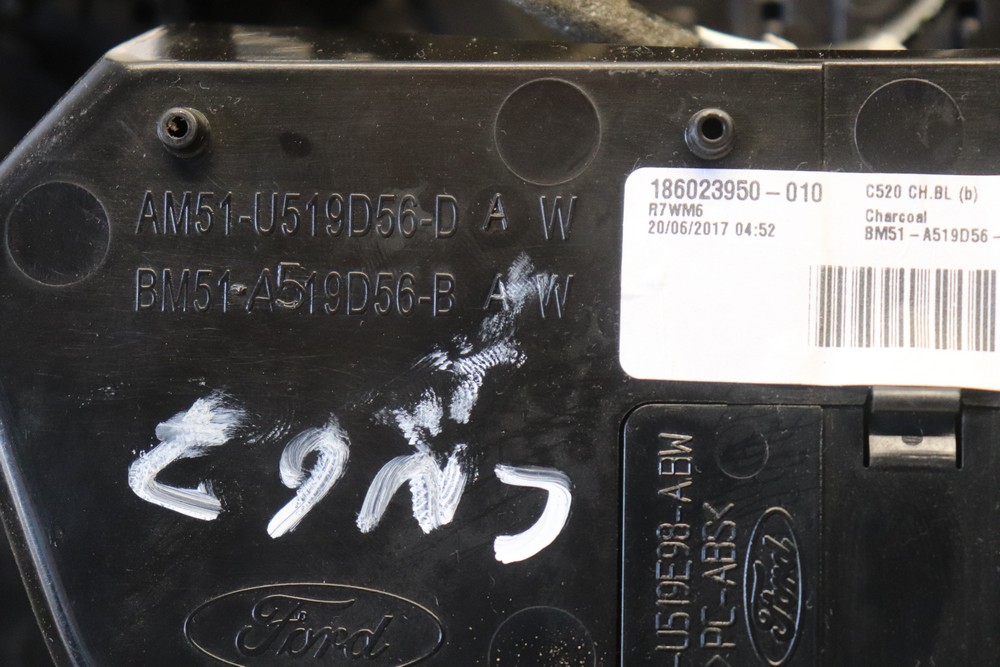 AM51-U519D56-D A W
BM51-A519D56-B A W
186023950-010
R7WM6
20/06/2017 04:52
C520 CH.BL (b)
Charcoal
BM51-A519D56-
-U519E98-ABW
>PC-ABS<
Ford
Ford